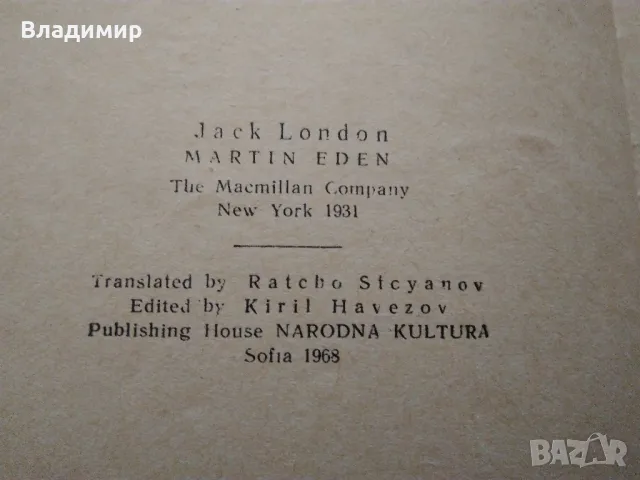 Владимир
Jack London
MARTIN EDEN
The Macmillan Company
New York 1931
Translated by Ratcho Stcyanov
Edited by Kiril Havezov
Publishing House NARODNA KULTURA
Sofia 1968
BAZAR